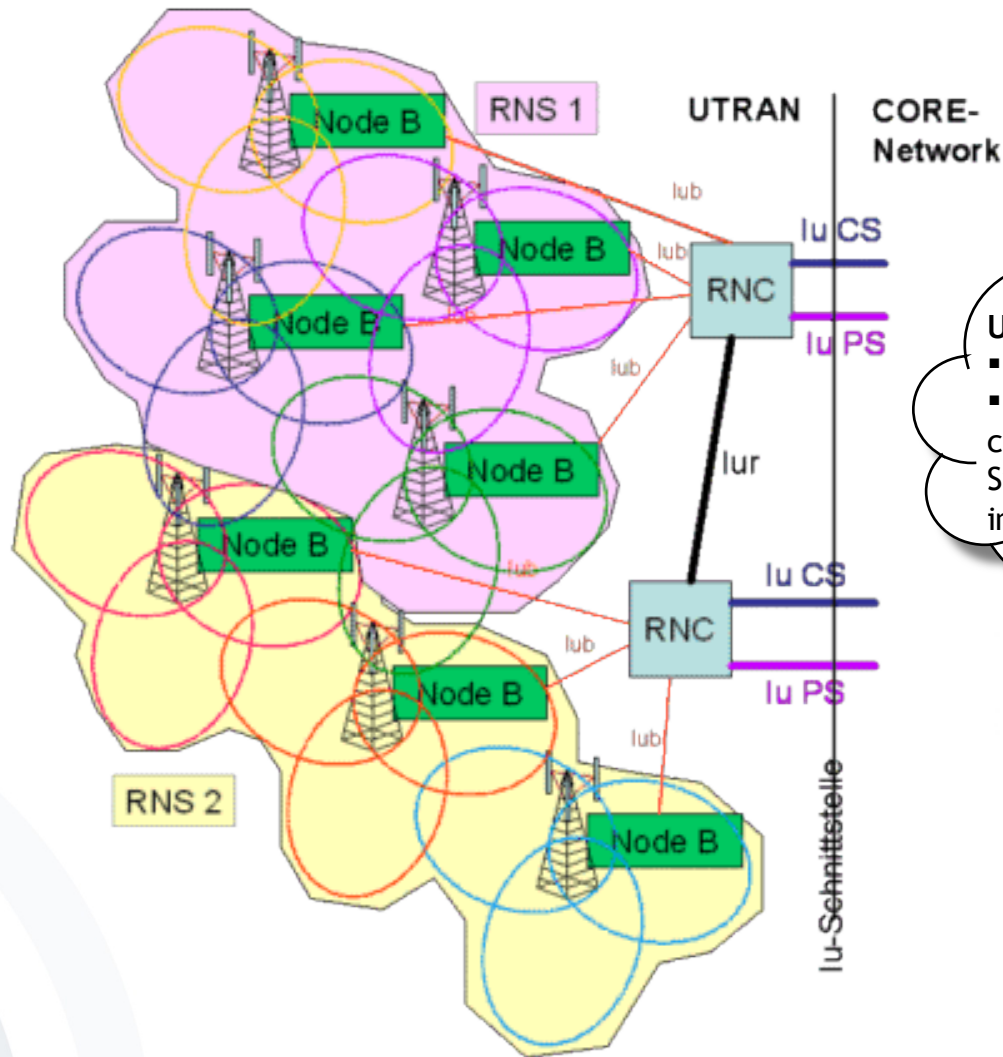 Node B
RNS 1
UTRAN
CORE-
Network
Iub
Node B
Iub
Iu CS
RNC
Node B
Iub
Iu PS
Iub
Node B
Iur
Node B
Iub
Iu CS
RNC
Iub
Node B
Iu PS
Iub
RNS 2
Node B
Iu-Schnittstelle